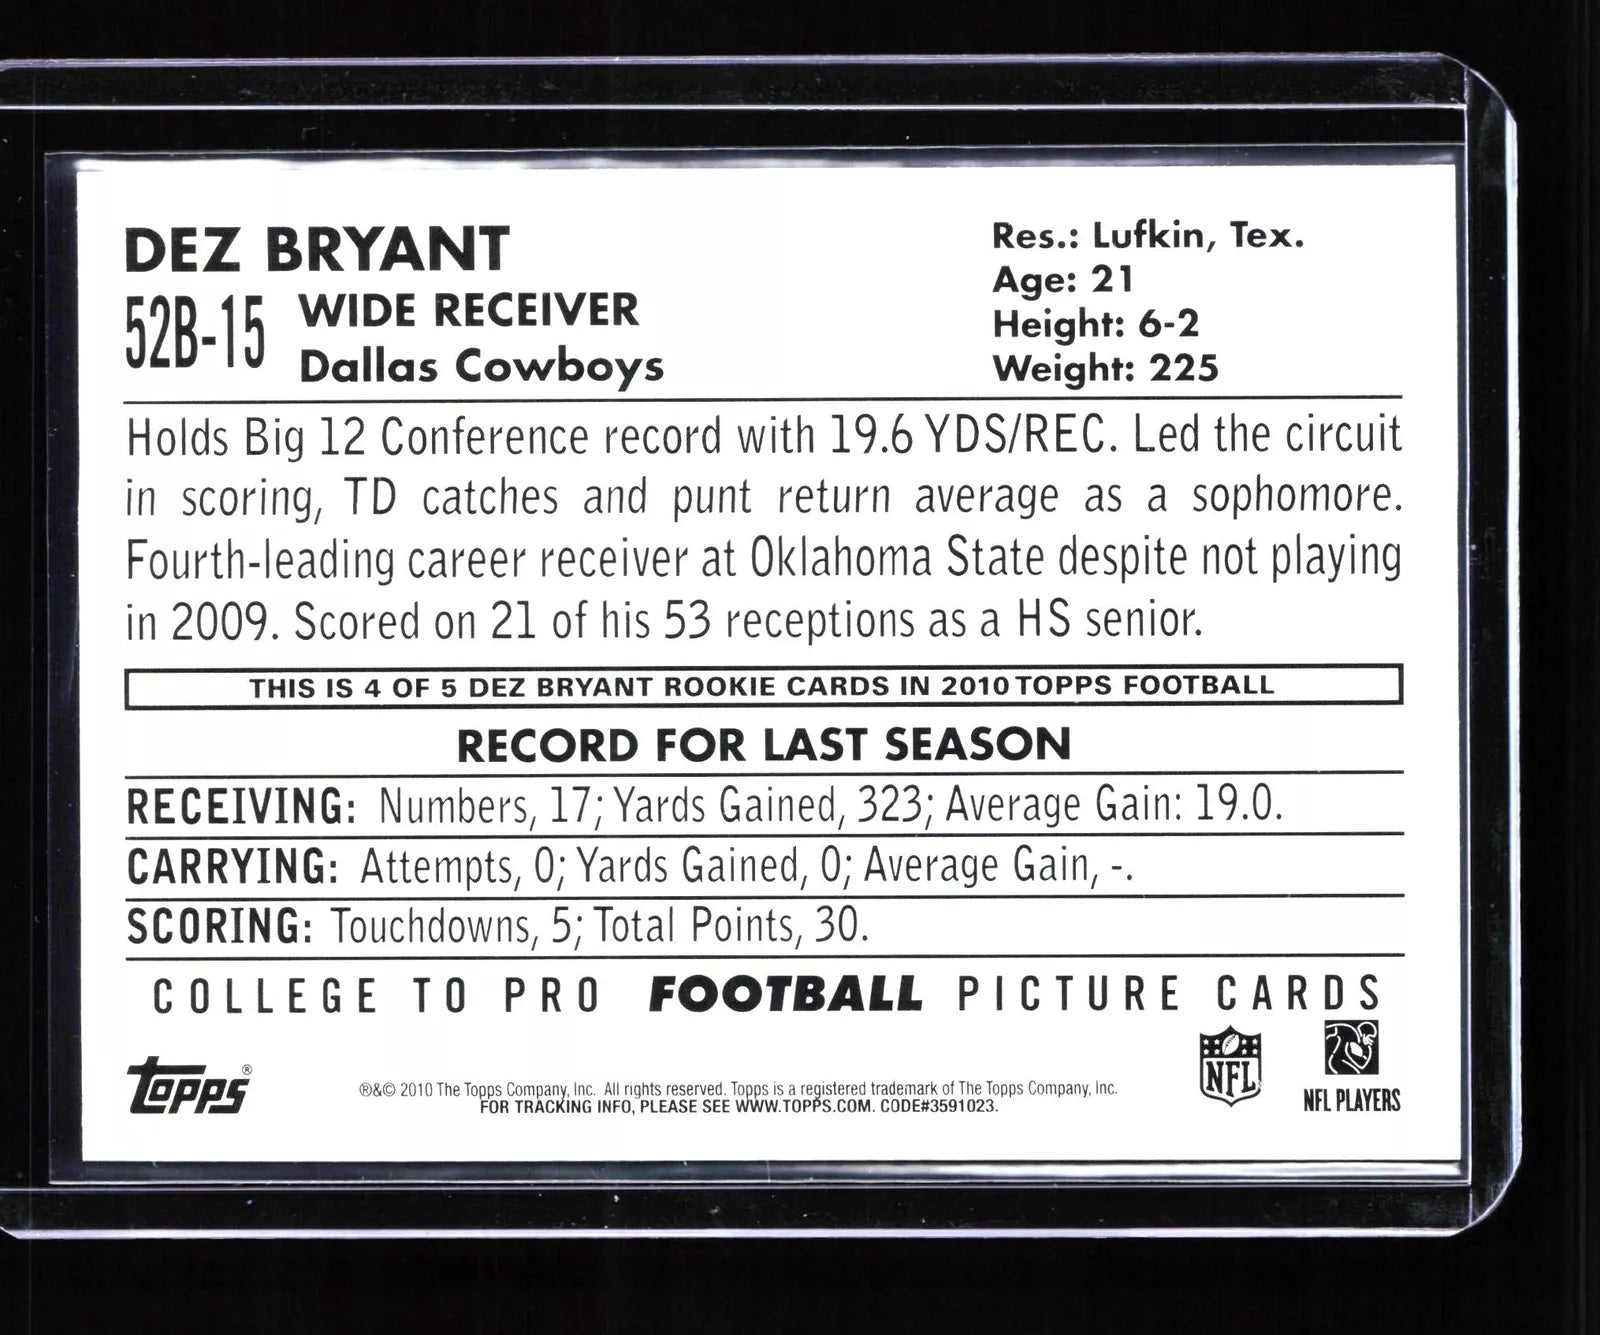 DEZ BRYANT
52B-15
WIDE RECEIVER
Dallas Cowboys
Res.: Lufkin, Tex.
Age: 21
Height: 6-2
Weight: 225
Holds Big 12 Conference record with 19.6 YDS/REC. Led the circuit
in scoring, TD catches and punt return average as a sophomore.
Fourth-leading career receiver at Oklahoma State despite not playing
in 2009. Scored on 21 of his 53 receptions as a HS senior.
THIS IS 4 OF 5 DEZ BRYANT ROOKIE CARDS IN 2010 TOPPS FOOTBALL
RECORD FOR LAST SEASON
RECEIVING: Numbers, 17; Yards Gained, 323; Average Gain: 19.0.
CARRYING: Attempts, 0; Yards Gained, 0; Average Gain, -.
SCORING: Touchdowns, 5; Total Points, 30.
COLLEGE TO PRO FOOTBALL PICTURE CARDS
Topps®
®&© 2010 The Topps Company, Inc. All rights reserved. Topps is a registered trademark of The Topps Company, Inc.
FOR TRACKING INFO, PLEASE SEE WWW.TOPPS.COM. CODE#3591023.
NFL
NFL PLAYERS